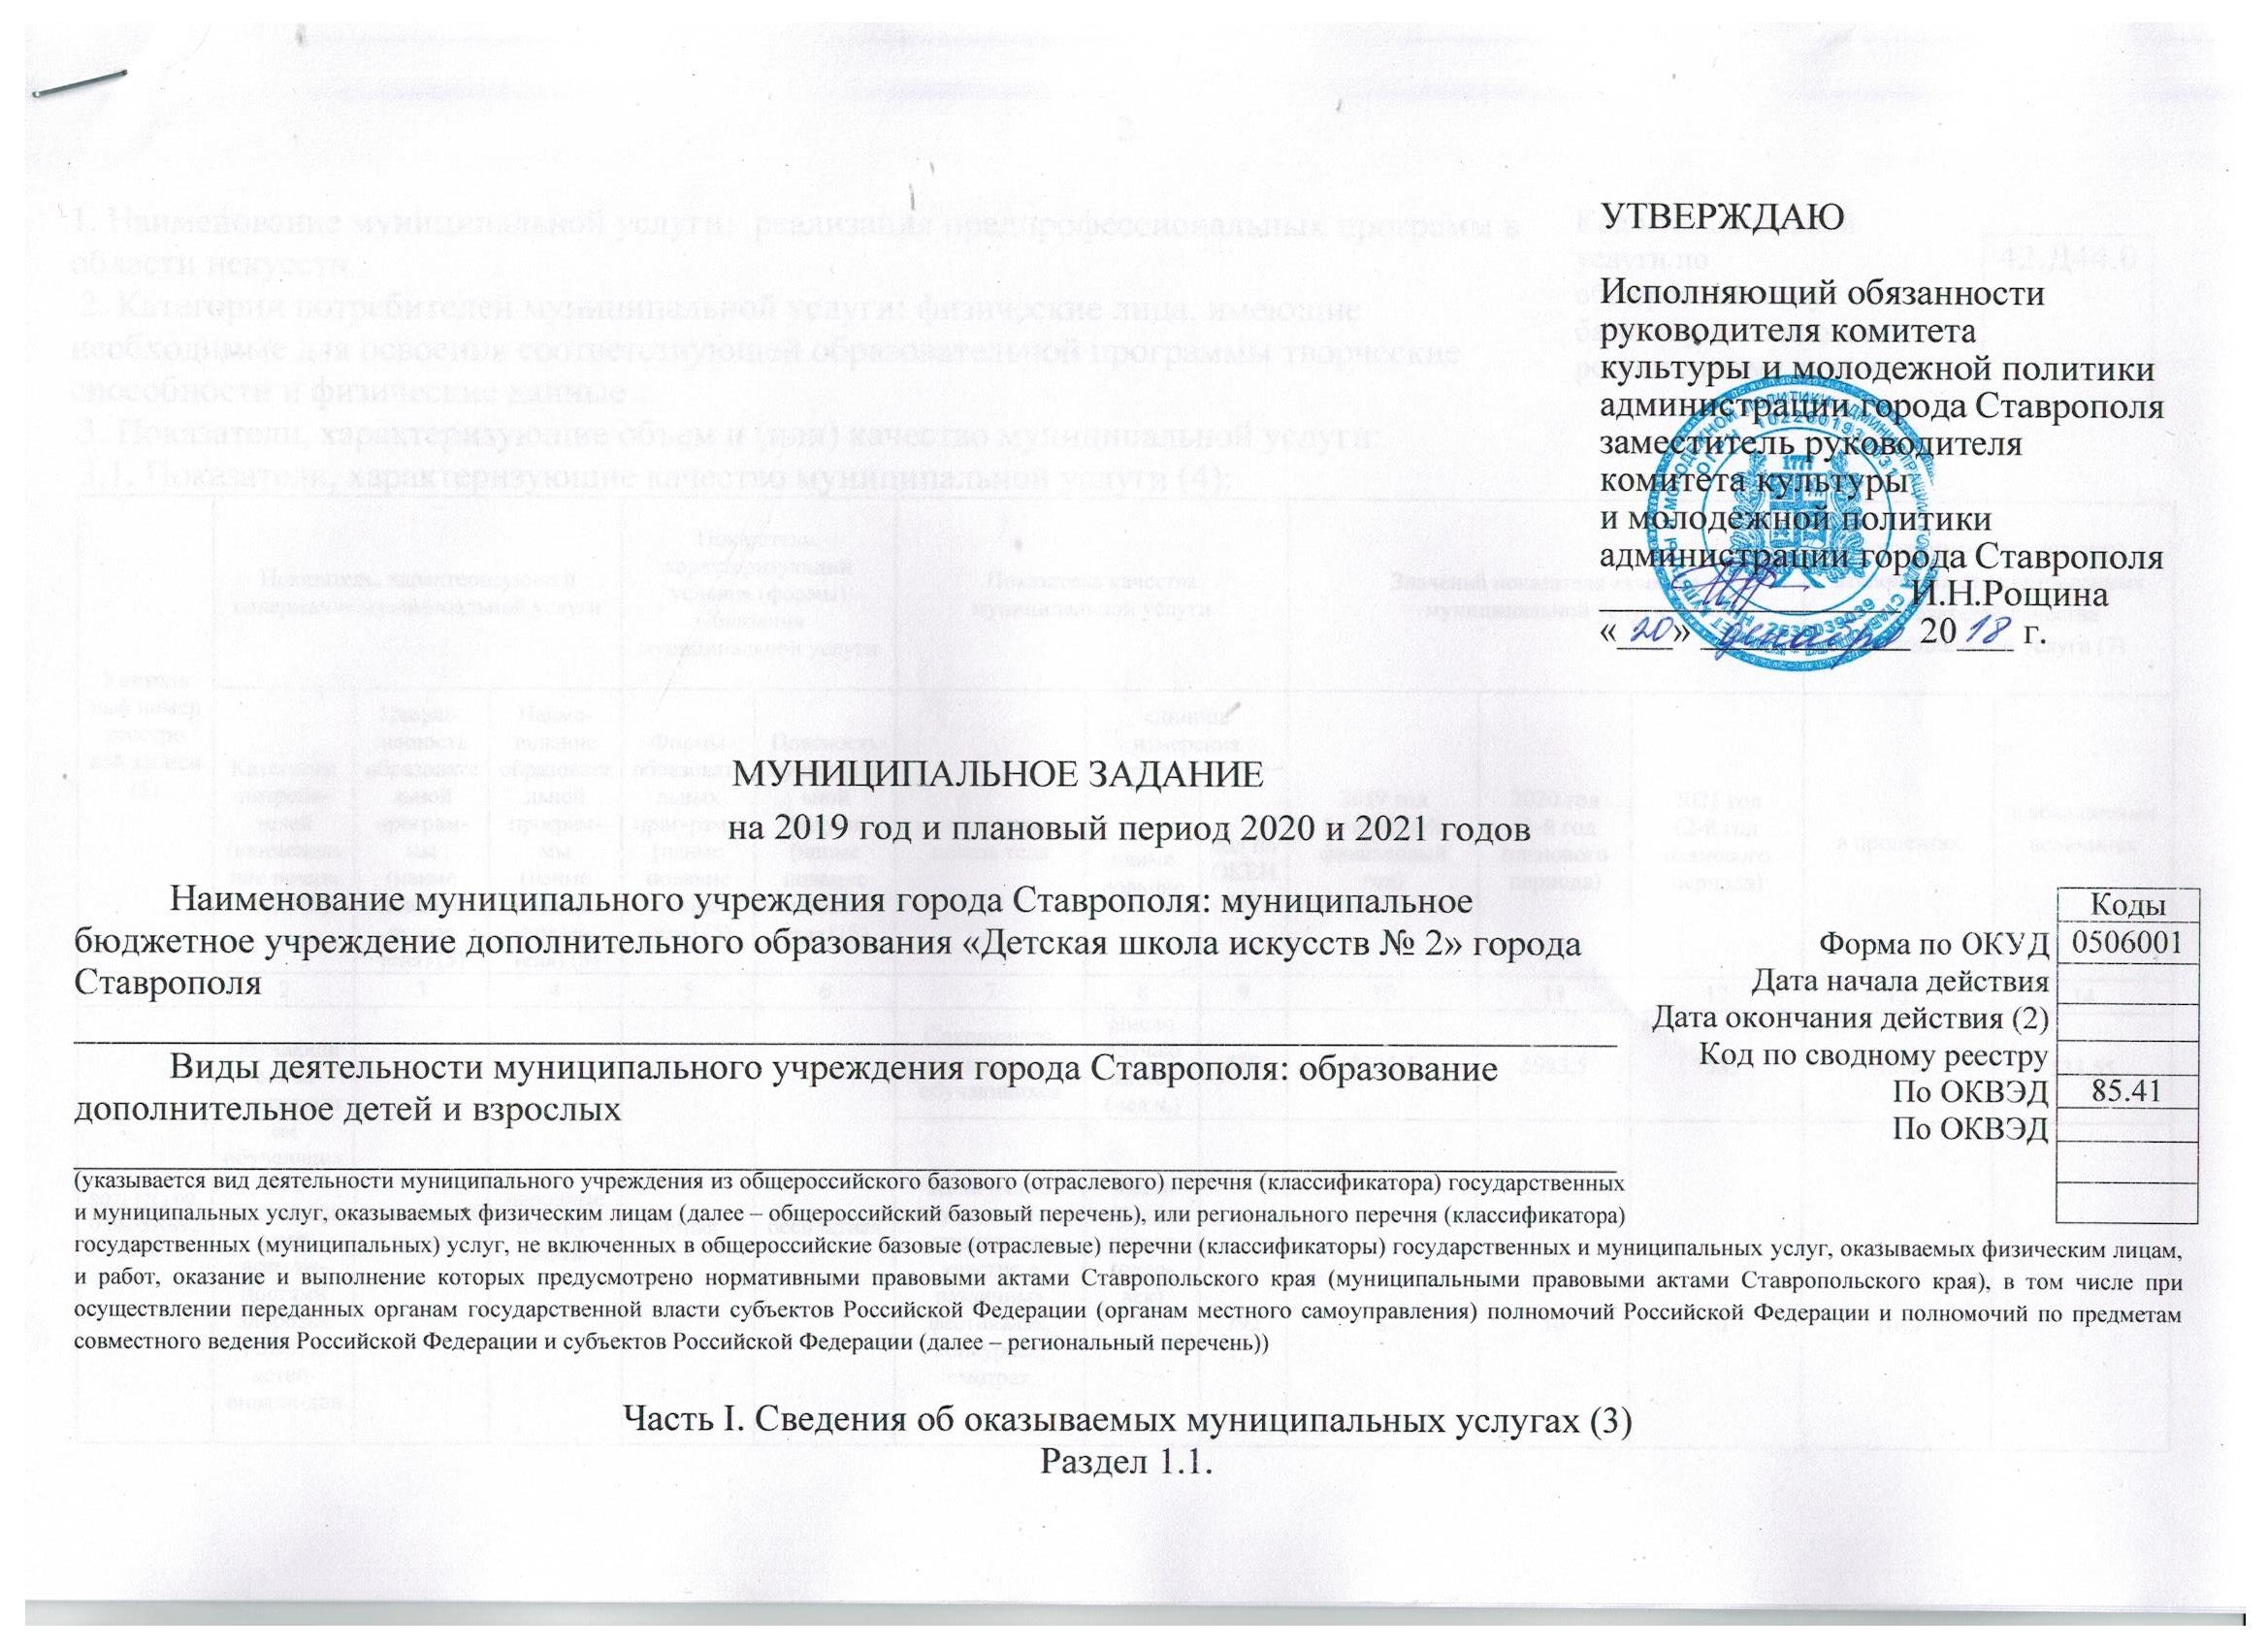 УТВЕРЖДАЮ
Исполняющий обязанности
руководителя комитета
культуры и молодежной политики
администрации города Ставрополя
заместитель руководителя
комитета культуры
и молодежной политики
администрации города Ставрополя
И.Н.Рощина
«20» декабря 2018 г.
МУНИЦИПАЛЬНОЕ ЗАДАНИЕ
на 2019 год и плановый период 2020 и 2021 годов
Наименование муниципального учреждения города Ставрополя: муниципальное
бюджетное учреждение дополнительного образования «Детская школа искусств № 2» города
Ставрополя
Виды деятельности муниципального учреждения города Ставрополя: образование
дополнительное детей и взрослых
Коды
Форма по ОКУД 0506001
Дата начала действия
Дата окончания действия (2)
Код по сводному реестру
По ОКВЭД 85.41
По ОКВЭД
(указывается вид деятельности муниципального учреждения из общероссийского базового (отраслевого) перечня (классификатора) государственных
и муниципальных услуг, оказываемых физическим лицам (далее – общероссийский базовый перечень), или регионального перечня (классификатора)
государственных (муниципальных) услуг, не включенных в общероссийские базовые (отраслевые) перечни (классификаторы) государственных и муниципальных услуг, оказываемых физическим лицам,
и работ, оказание и выполнение которых предусмотрено нормативными правовыми актами Ставропольского края (муниципальными правовыми актами Ставропольского края), в том числе при
осуществлении переданных органам государственной власти субъектов Российской Федерации (органам местного самоуправления) полномочий Российской Федерации и полномочий по предметам
совместного ведения Российской Федерации и субъектов Российской Федерации (далее – региональный перечень))
Часть I. Сведения об оказываемых муниципальных услугах (3)
Раздел 1.1.